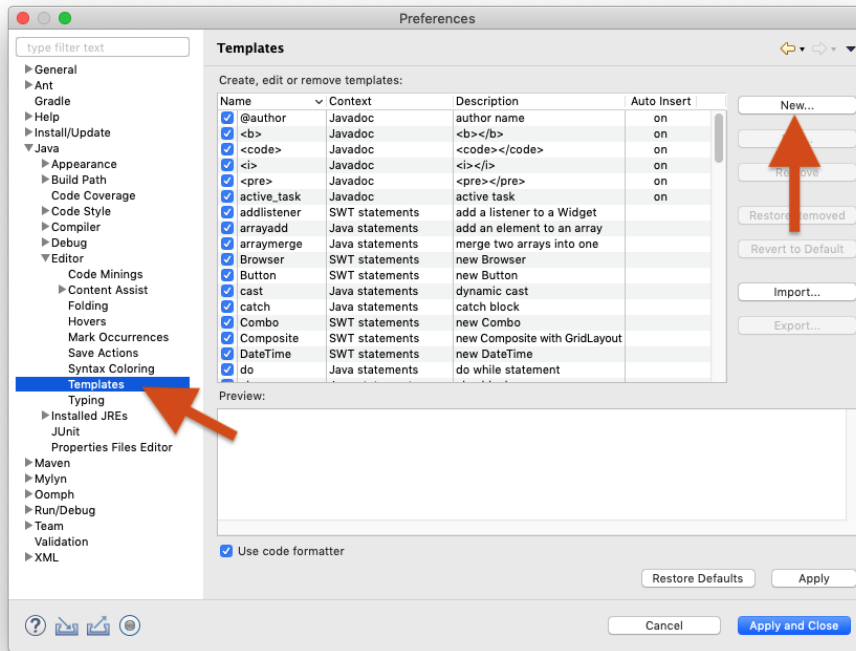 Preferences
type filter text
General
Ant
Gradle
Help
Install/Update
Java
Appearance
Build Path
Code Coverage
Code Style
Compiler
Debug
Editor
Code Minings
Content Assist
Folding
Hovers
Mark Occurrences
Save Actions
Syntax Coloring
Templates
Typing
Installed JREs
JUnit
Properties Files Editor
Maven
Mylyn
Oomph
Run/Debug
Team
Validation
XML
Templates
Create, edit or remove templates:
Name Context Description Auto Insert
@author Javadoc author name on
<b> Javadoc <b></b> on
<code> Javadoc <code></code> on
<i> Javadoc <i></i> on
<pre> Javadoc <pre></pre> on
active_task Javadoc active task on
addlistener SWT statements add a listener to a Widget
arrayadd Java statements add an element to an array
arraymerge Java statements merge two arrays into one
Browser SWT statements new Browser
Button SWT statements new Button
cast Java statements dynamic cast
catch Java statements catch block
Combo SWT statements new Combo
Composite SWT statements new Composite with GridLayout
DateTime SWT statements new DateTime
do Java statements do while statement
New...
Remove
Restore Removed
Revert to Default
Import...
Export...
Preview:
Use code formatter
Restore Defaults
Apply
Cancel
Apply and Close